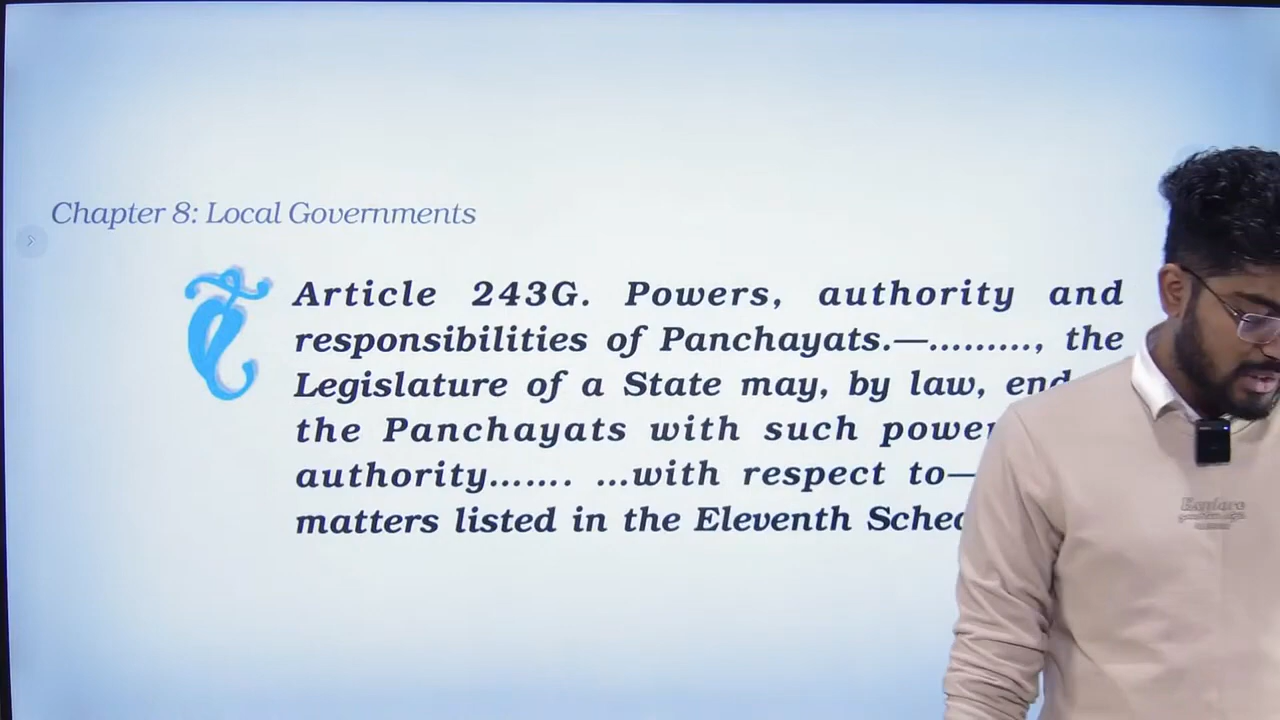 Chapter 8: Local Governments
Article 243G. Powers, authority and
responsibilities of Panchayats.—........., the
Legislature of a State may, by law,
the Panchayats with such
authority....... ...with respect to—
matters listed in the Eleventh